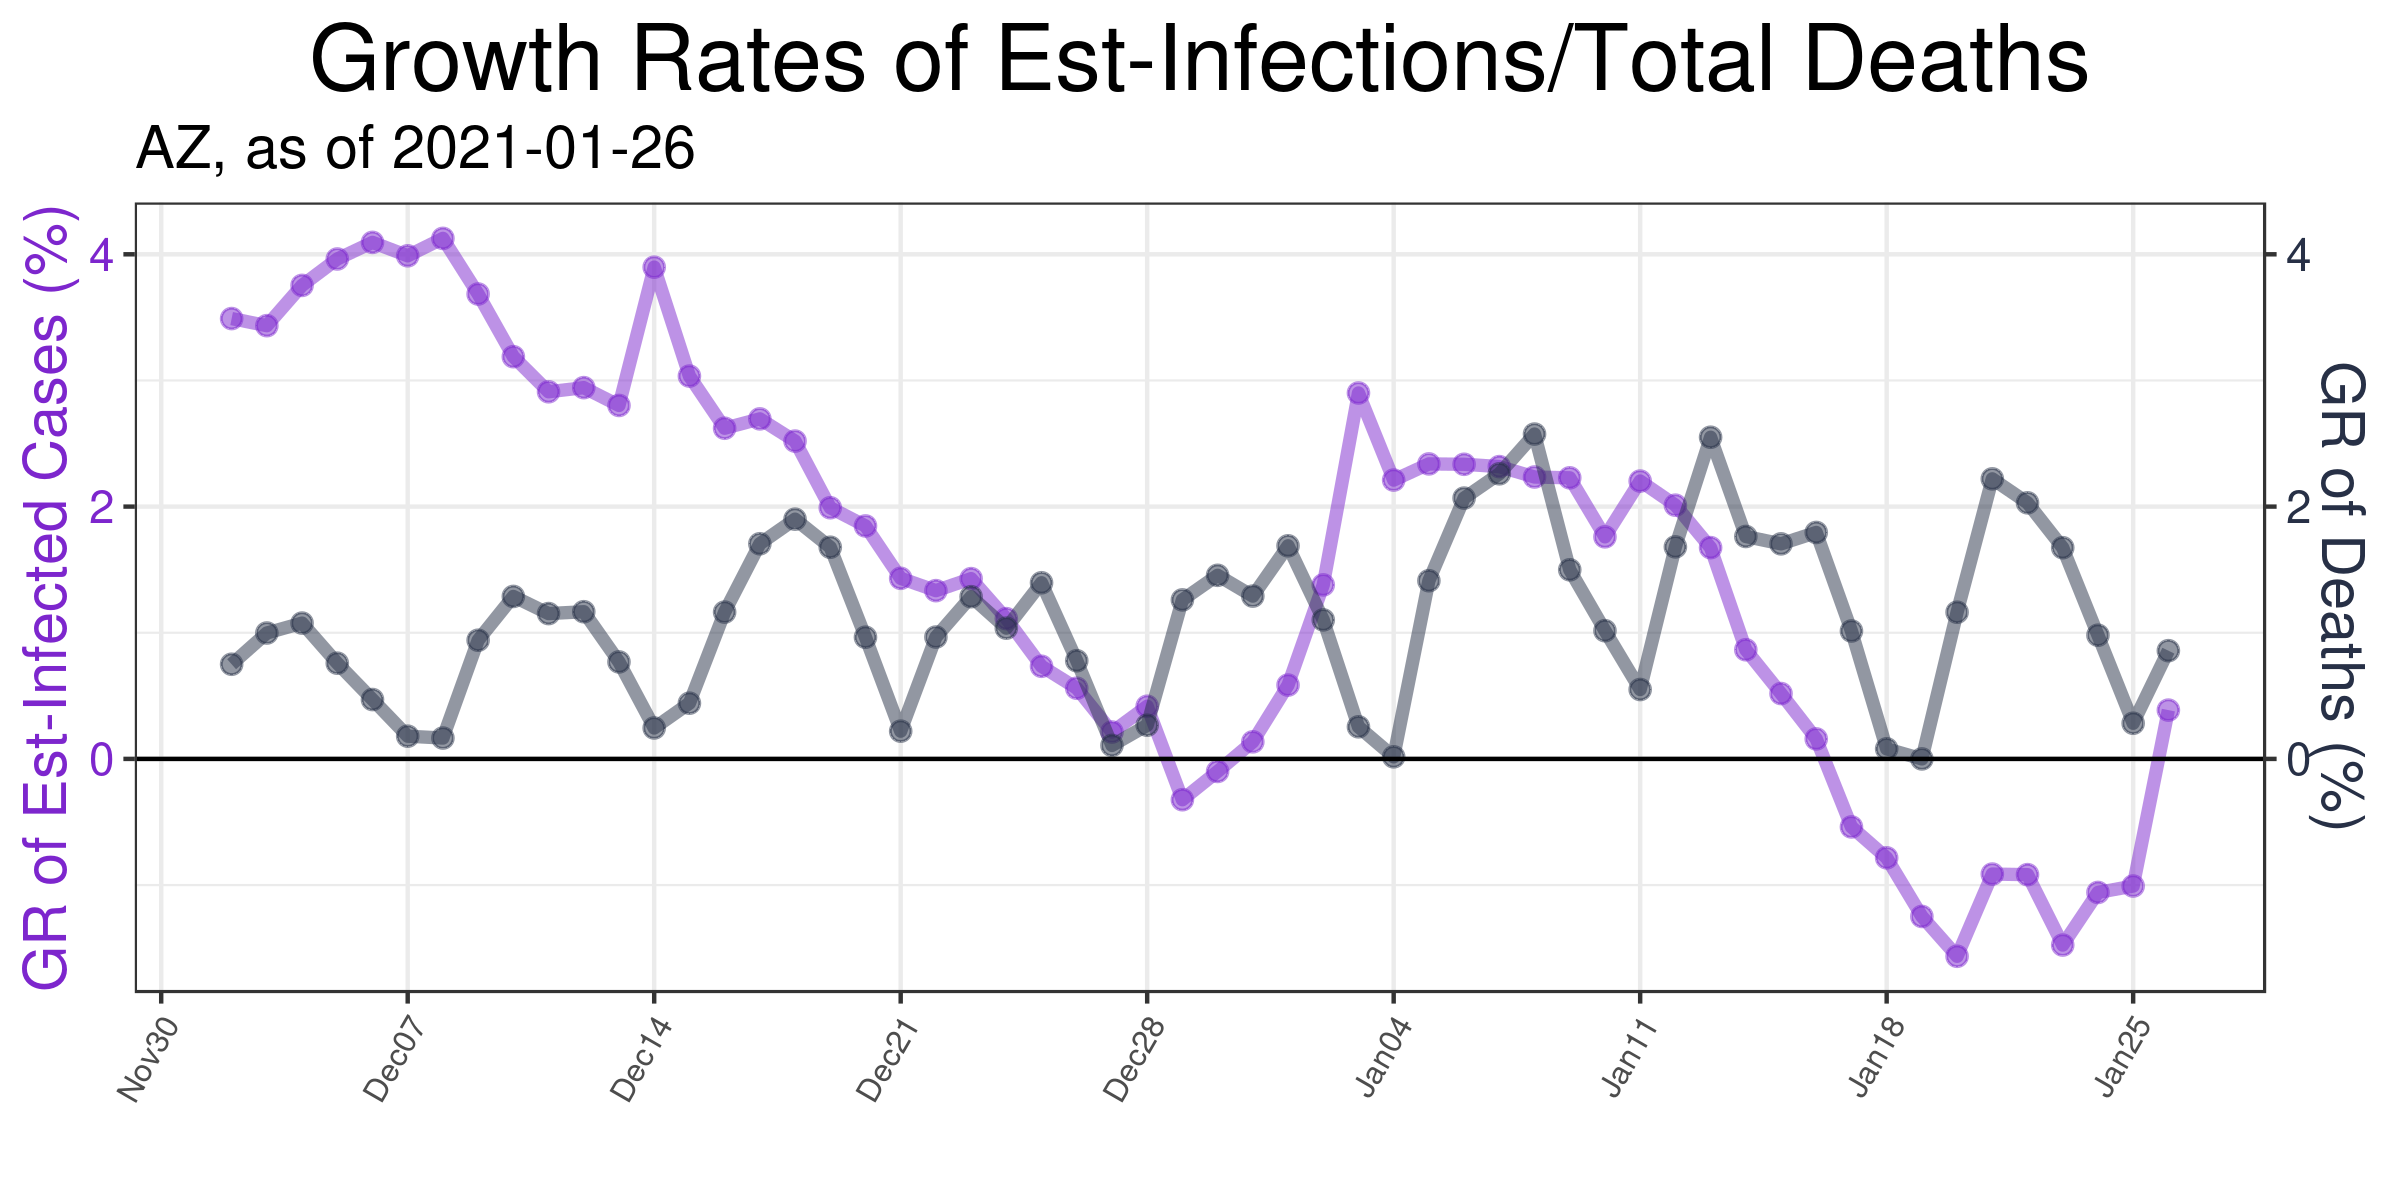 Growth Rates of Est-Infections/Total Deaths
AZ, as of 2021-01-26
GR of Est-Infected Cases (%)
4
2
0
4
2
0
GR of Deaths (%)
Nov30
Dec07
Dec14
Dec21
Dec28
Jan04
Jan11
Jan18
Jan25